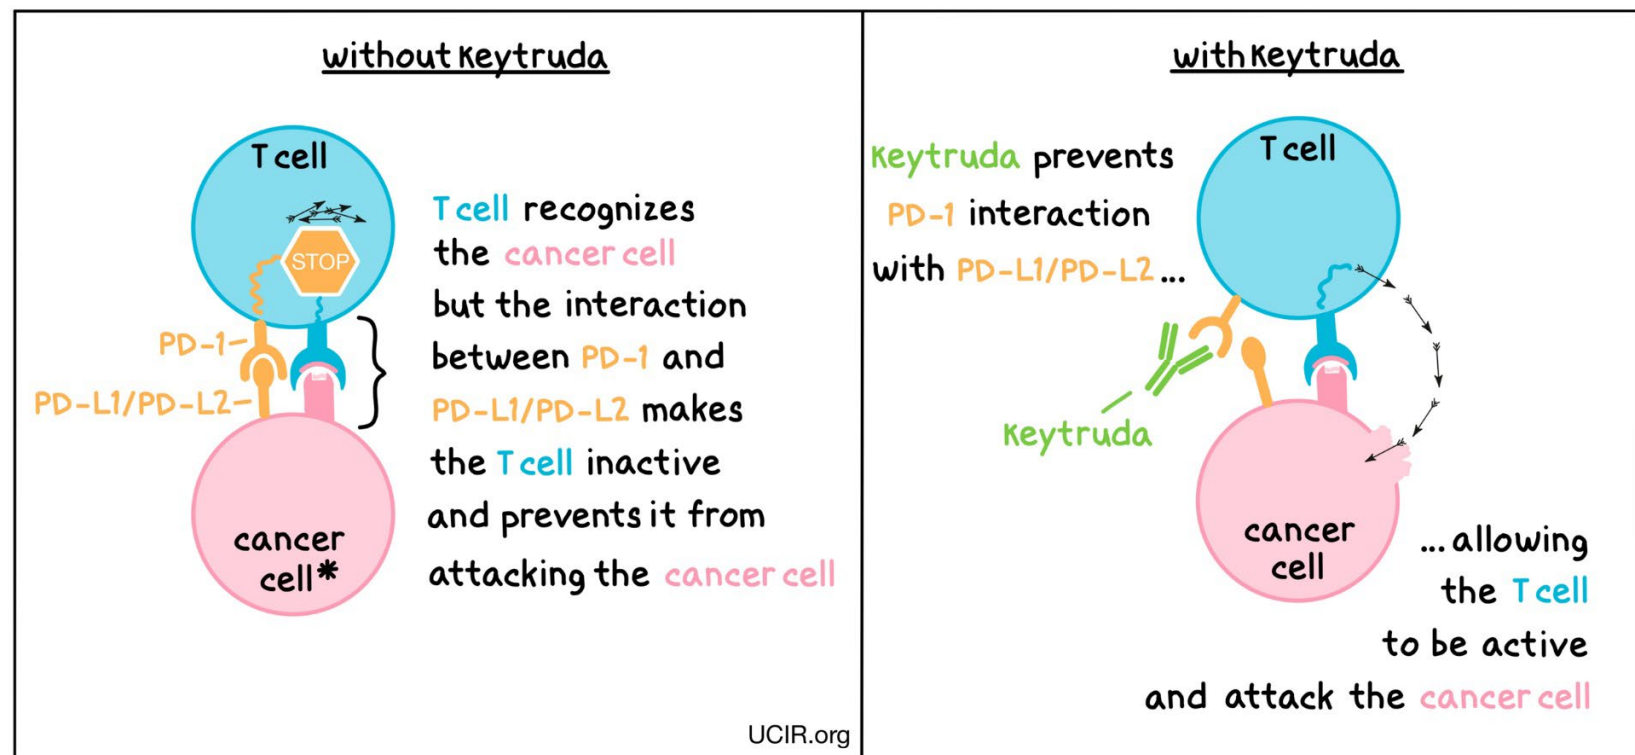 without Keytruda
T cell
STOP
PD-1
PD-L1/PD-L2
cancer
cell*
T cell recognizes
the cancer cell
but the interaction
between PD-1 and
PD-L1/PD-L2 makes
the T cell inactive
and prevents it from
attacking the cancer cell
UCIR.org
with Keytruda
Keytruda prevents
PD-1 interaction
with PD-L1/PD-L2...
T cell
Keytruda
cancer
cell
... allowing
the T cell
to be active
and attack the cancer cell